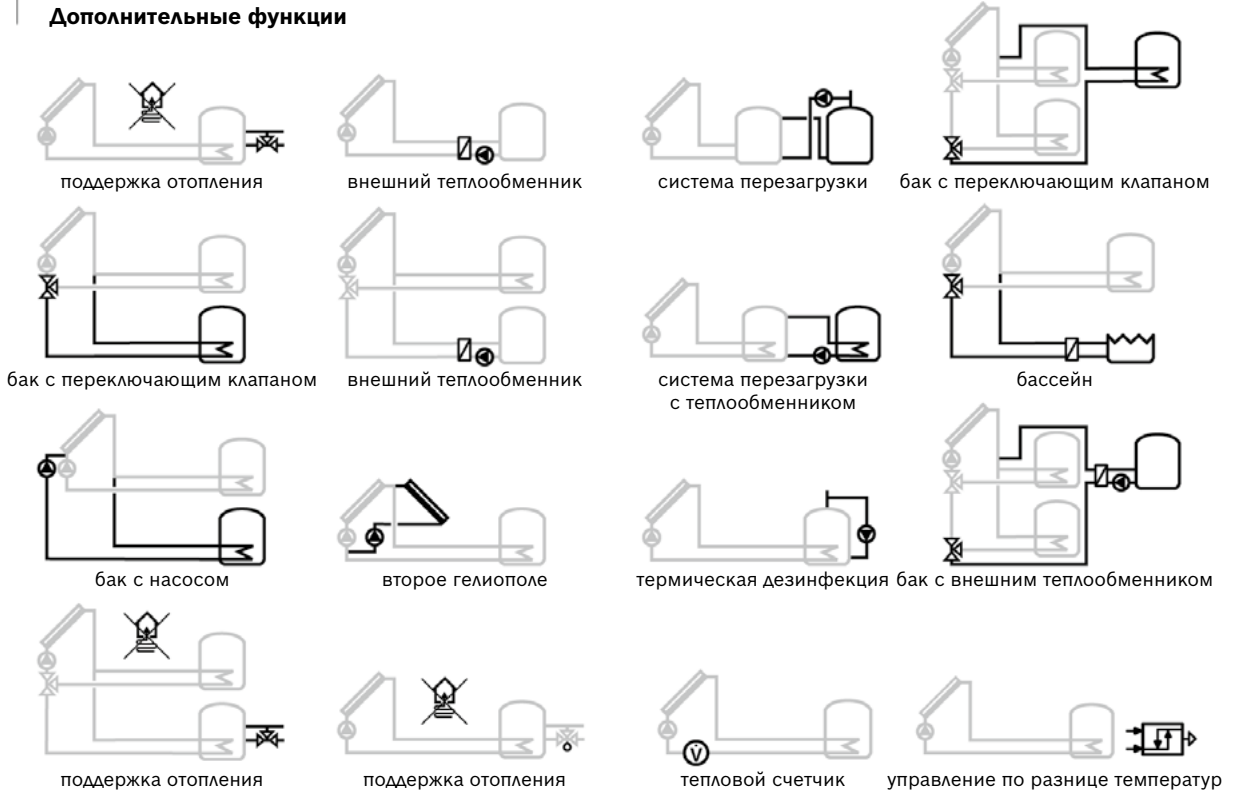 Дополнительные функции
поддержка отопления
внешний теплообменник
система перезагрузки
бак с переключающим клапаном
бак с переключающим клапаном
внешний теплообменник
система перезагрузки
с теплообменником
бассейн
бак с насосом
второе гелиополе
термическая дезинфекция
бак с внешним теплообменником
поддержка отопления
поддержка отопления
V̇
тепловой счетчик
управление по разнице температур